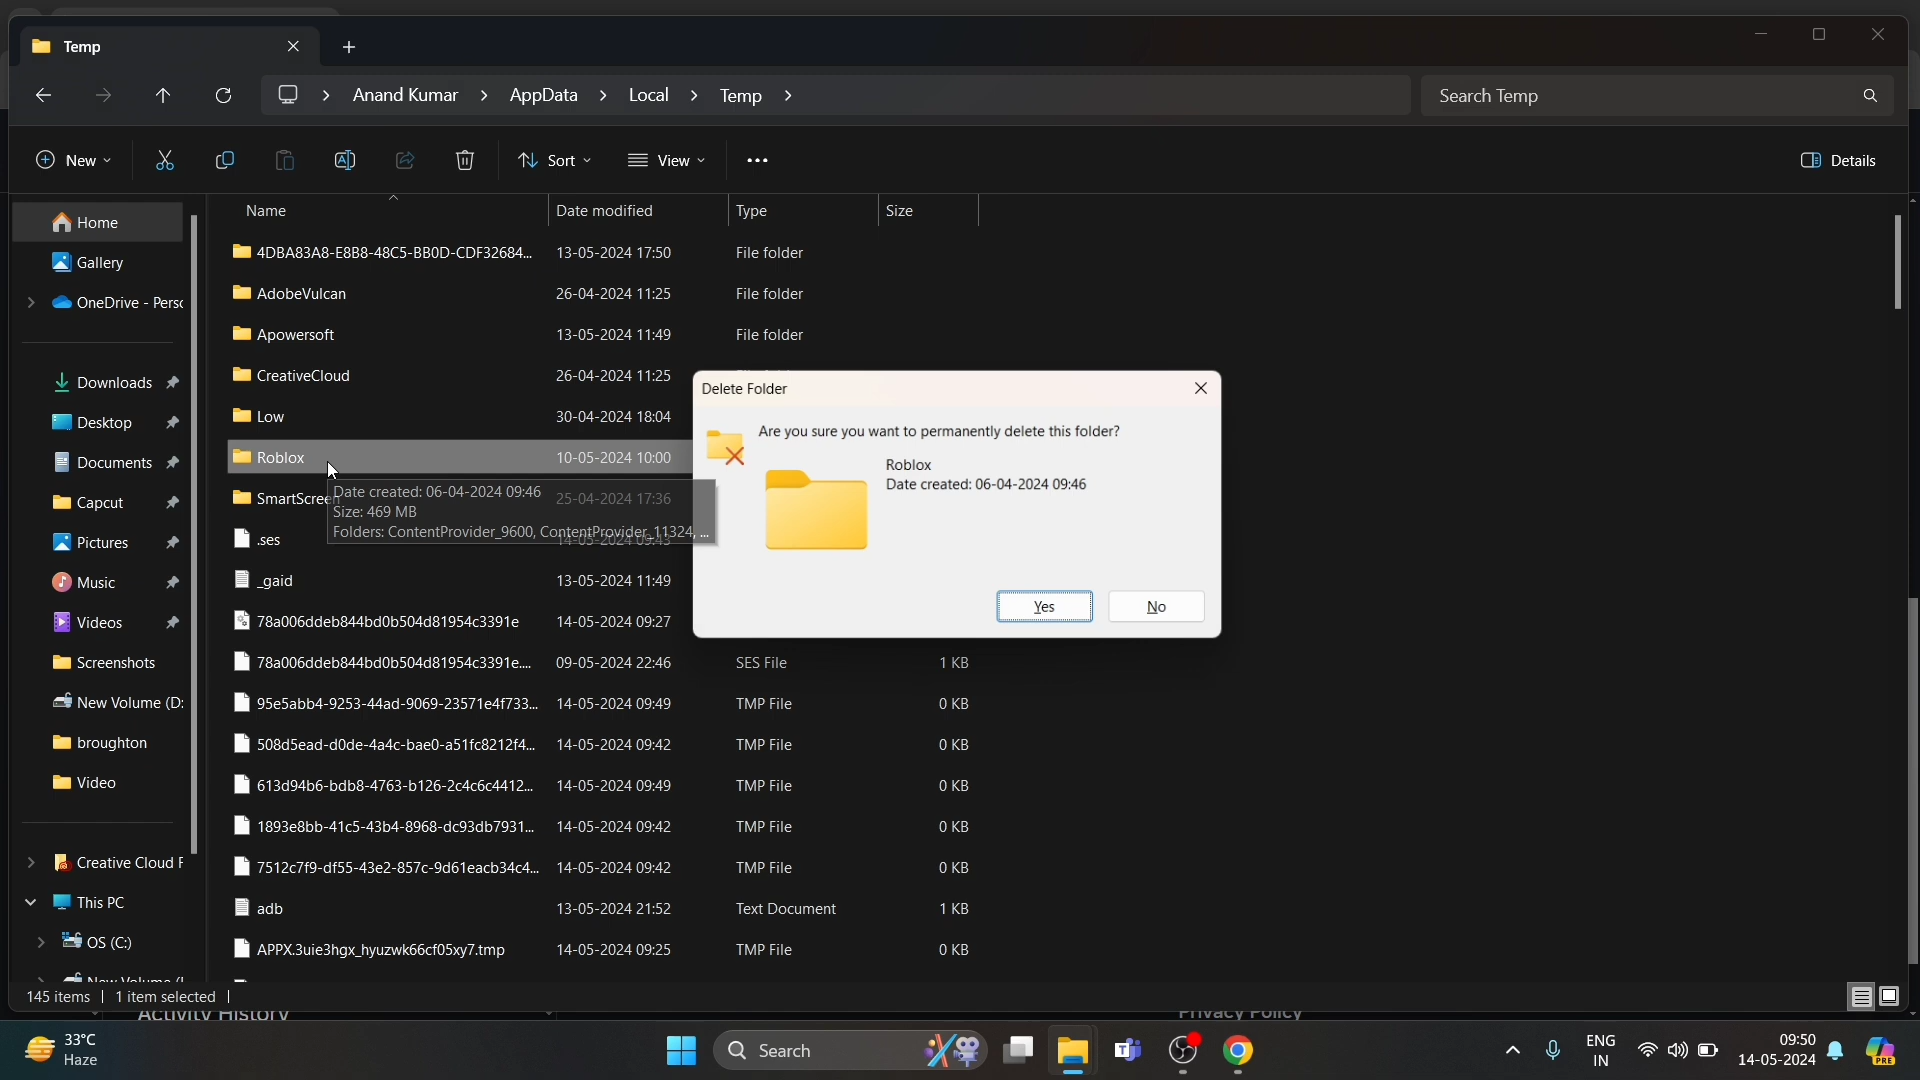 Temp
Anand Kumar > AppData > Local > Temp >
Search Temp
New
Sort
View
Details
Name Date modified Type Size
Home
Gallery
OneDrive - Perso
Downloads
Desktop
Documents
Capcut
Pictures
Music
Videos
Screenshots
New Volume (D:
broughton
Video
Creative Cloud F
This PC
OS (C:)
4DBA83A8-E8B8-48C5-BB0D-CDF32684... 13-05-2024 17:50 File folder
AdobeVulcan 26-04-2024 11:25 File folder
Apowersoft 13-05-2024 11:49 File folder
CreativeCloud 26-04-2024 11:25
Low 30-04-2024 18:04
Roblox 10-05-2024 10:00
SmartScreen 25-04-2024 17:36
Date created: 06-04-2024 09:46
Size: 469 MB
Folders: ContentProvider_9600, ContentProvider_11324, ...
.ses 14-05-2024 09:43
_gaid 13-05-2024 11:49
78a006ddeb844bd0b504d81954c3391e 14-05-2024 09:27
78a006ddeb844bd0b504d81954c3391e.... 09-05-2024 22:46 SES File 1 KB
95e5abb4-9253-44ad-9069-23571e4f733... 14-05-2024 09:49 TMP File 0 KB
508d5ead-d0de-4a4c-bae0-a51fc8212f4... 14-05-2024 09:42 TMP File 0 KB
613d94b6-bdb8-4763-b126-2c4c6c4412... 14-05-2024 09:49 TMP File 0 KB
1893e8bb-41c5-43b4-8968-dc93db7931... 14-05-2024 09:42 TMP File 0 KB
7512c7f9-df55-43e2-857c-9d61eacb34c4... 14-05-2024 09:42 TMP File 0 KB
adb 13-05-2024 21:52 Text Document 1 KB
APPX.3uie3hgx_hyuzwk66cf05xy7.tmp 14-05-2024 09:25 TMP File 0 KB
Delete Folder
Are you sure you want to permanently delete this folder?
Roblox
Date created: 06-04-2024 09:46
Yes No
145 items 1 item selected
Activity History Privacy Policy
33°C
Haze
Search
ENG
IN
09:50
14-05-2024
PRE